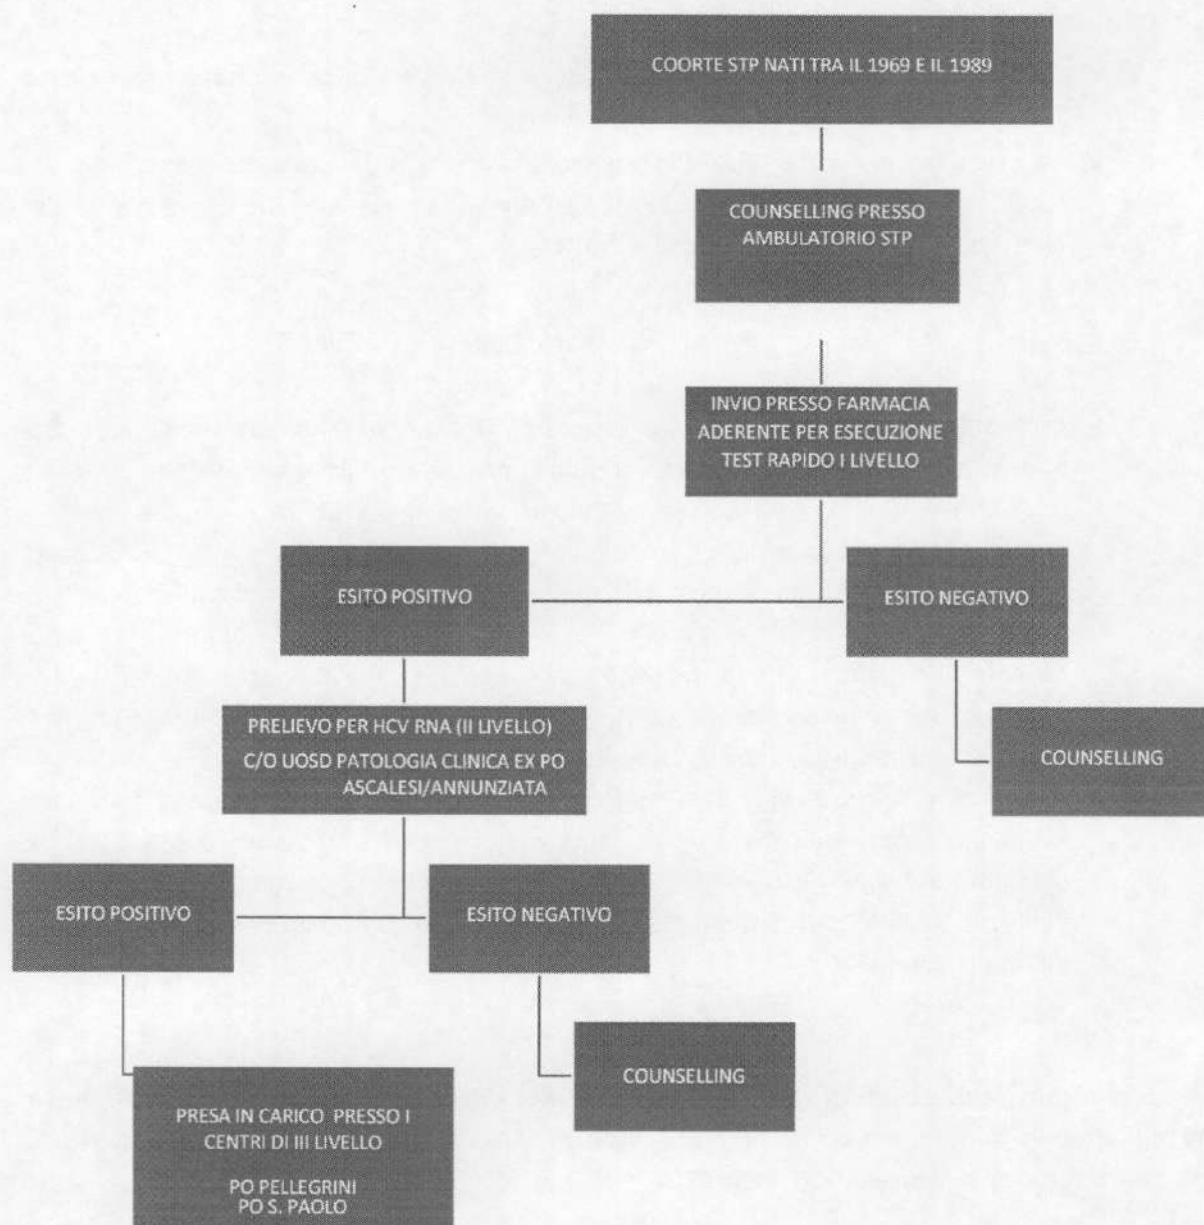 COORTE STP NATI TRA IL 1969 E IL 1989
COUNSELLING PRESSO
AMBULATORIO STP
INVIO PRESSO FARMACIA
ADERENTE PER ESECUZIONE
TEST RAPIDO I LIVELLO
ESITO POSITIVO
ESITO NEGATIVO
PRELIEVO PER HCV RNA (II LIVELLO)
C/O UOSD PATOLOGIA CLINICA EX PO
ASCALESI/ANNUNZIATA
COUNSELLING
ESITO POSITIVO
ESITO NEGATIVO
COUNSELLING
PRESA IN CARICO PRESSO I
CENTRI DI III LIVELLO
PO PELLEGRINI
PO S. PAOLO